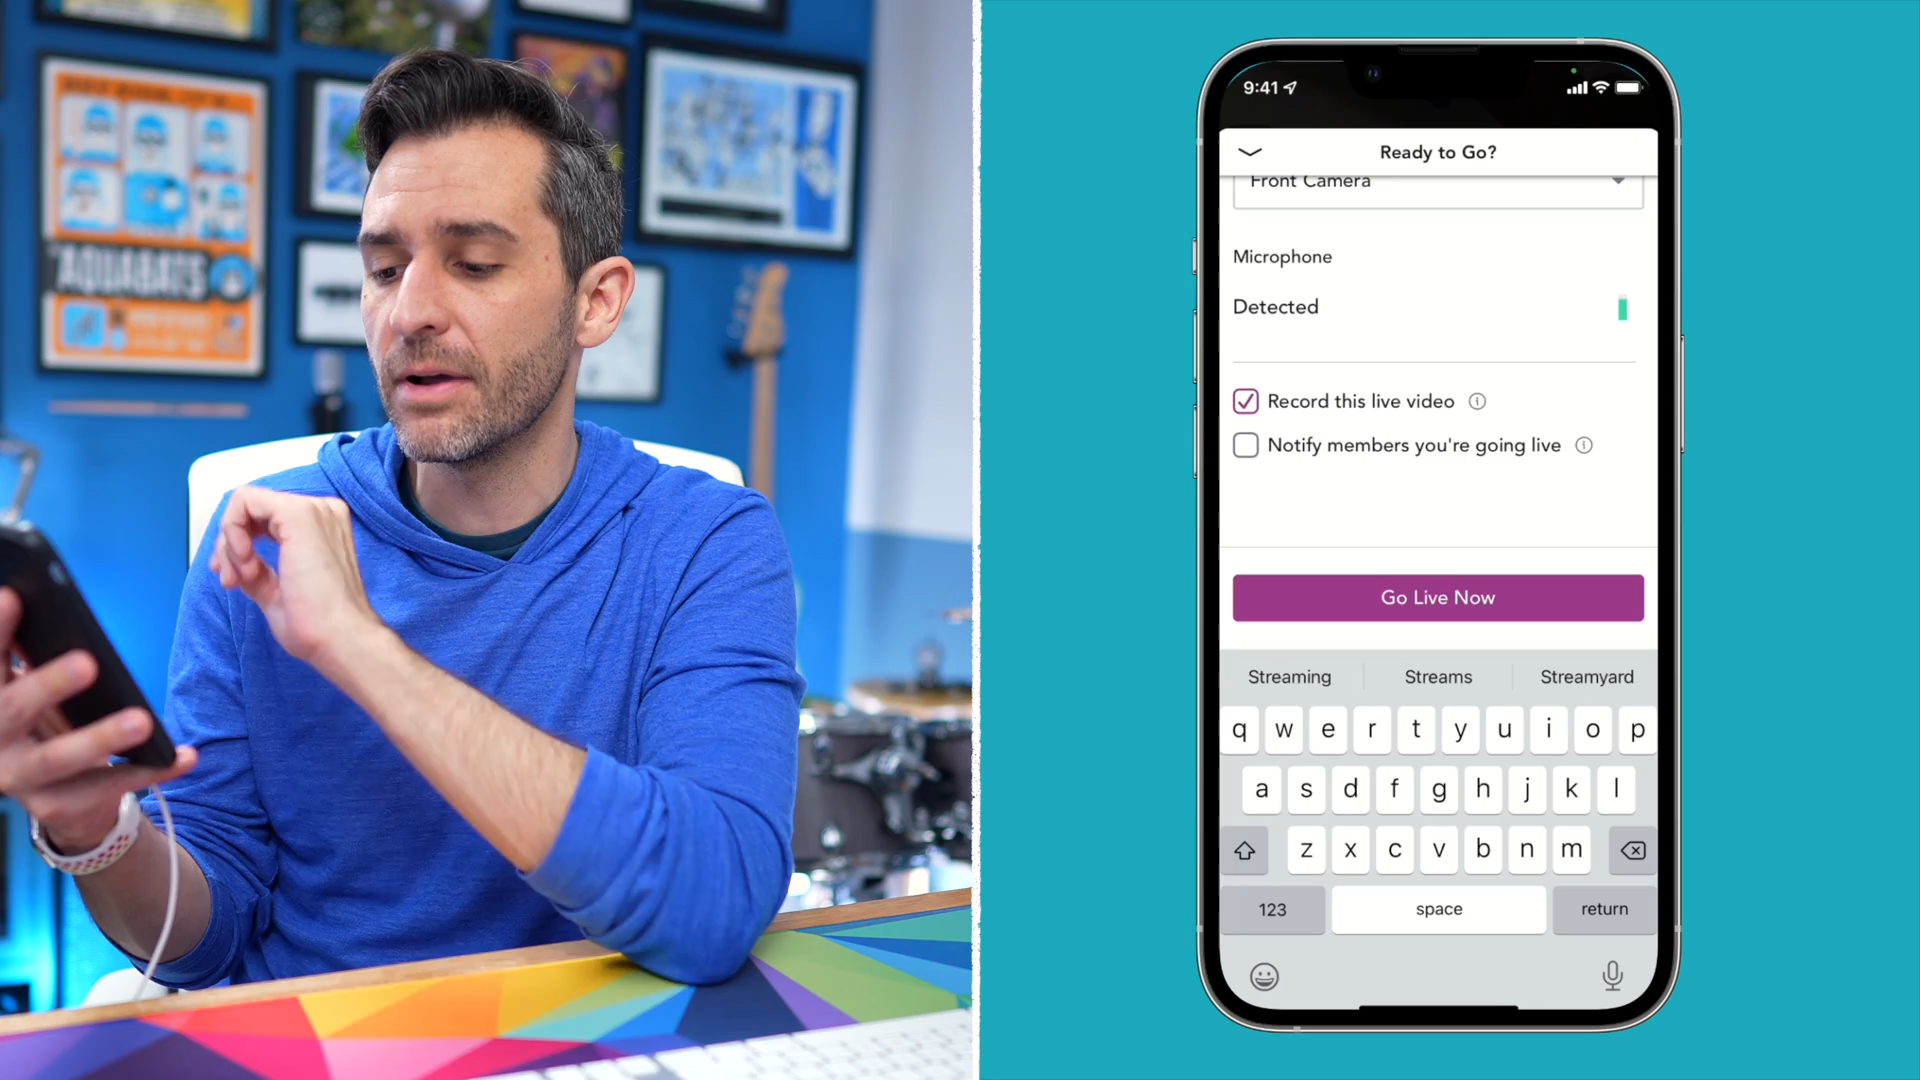 AQUABATS
9:41
Ready to Go?
Front Camera
Microphone
Detected
Record this live video
Notify members you're going live
Go Live Now
Streaming Streams Streamyard
q w e r t y u i o p
a s d f g h j k l
z x c v b n m
123 space return